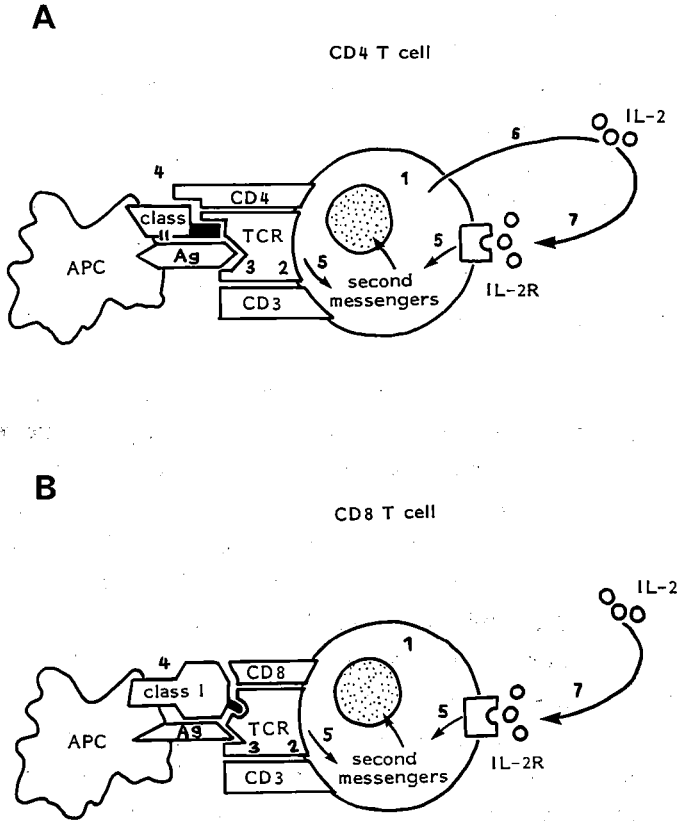 A
CD4 T cell
IL-2
6
4
1
CD4
class
II
7
TCR
5
Ag
APC
3 2
5
second
messengers
IL-2R
CD3
B
CD8 T cell
IL-2
1
4
CD8
class I
7
5
Ag
TCR
5
APC
3 2
second
messengers
IL-2R
CD3